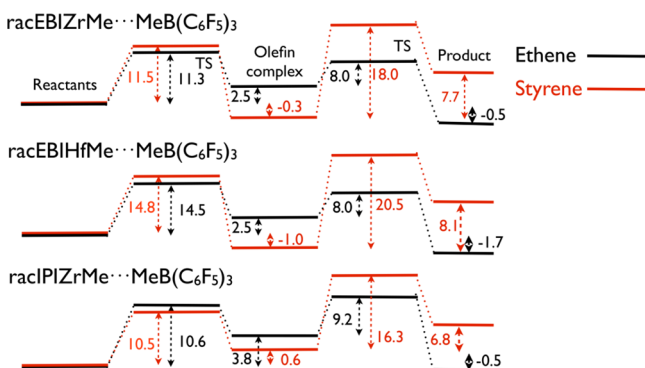 racEBIZrMe···MeB(C₆F₅)₃
Reactants
11.5
11.3
TS
Olefin
complex
2.5
-0.3
TS
8.0
18.0
Product
7.7
-0.5
Ethene
Styrene
racEBIHfMe···MeB(C₆F₅)₃
14.8
14.5
2.5
-1.0
8.0
20.5
8.1
-1.7
racIPIZrMe···MeB(C₆F₅)₃
10.5
10.6
3.8
0.6
9.2
16.3
6.8
-0.5